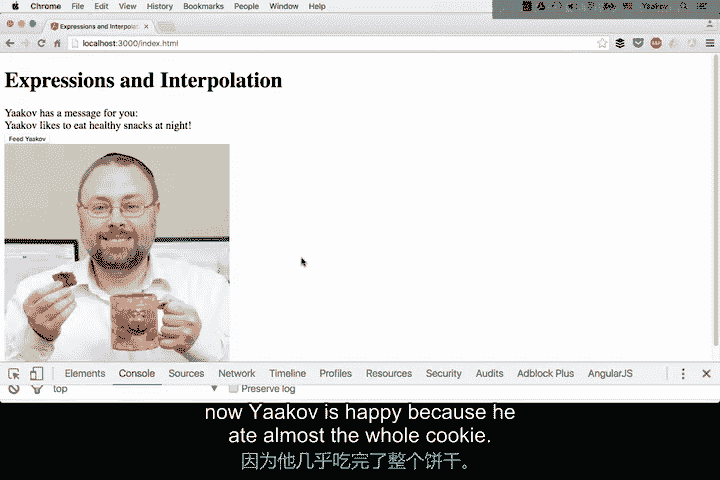 Chrome File Edit View History Bookmarks People Window Help Yaakov
Expressions and Interpolation
localhost:3000/index.html
Expressions and Interpolation
Yaakov has a message for you:
Yaakov likes to eat healthy snacks at night!
Feed Yaakov
Elements Console Sources Network Timeline Profiles Resources Security Audits Adblock Plus AngularJS
top Preserve log
now Yaakov is happy because he
ate almost the whole cookie.
因为他几乎吃完了整个饼干。